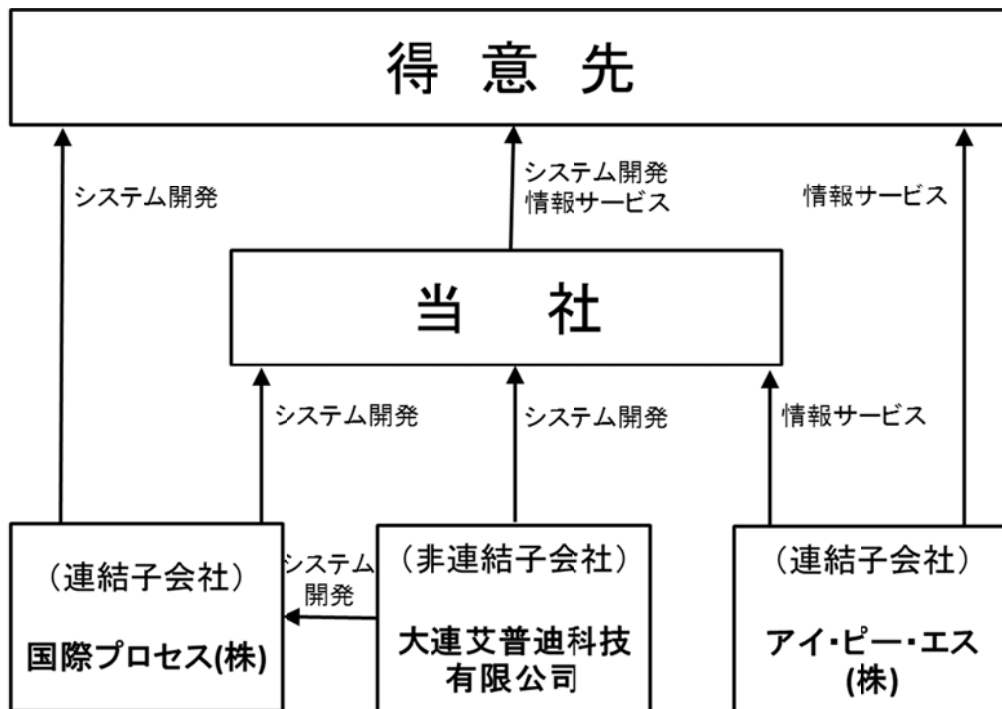 得 意 先
システム開発
システム開発
情報サービス
情報サービス
当 社
システム開発
システム開発
情報サービス
(連結子会社)
国際プロセス(株)
システム
開発
(非連結子会社)
大連艾普迪科技
有限公司
(連結子会社)
アイ・ピー・エス
(株)